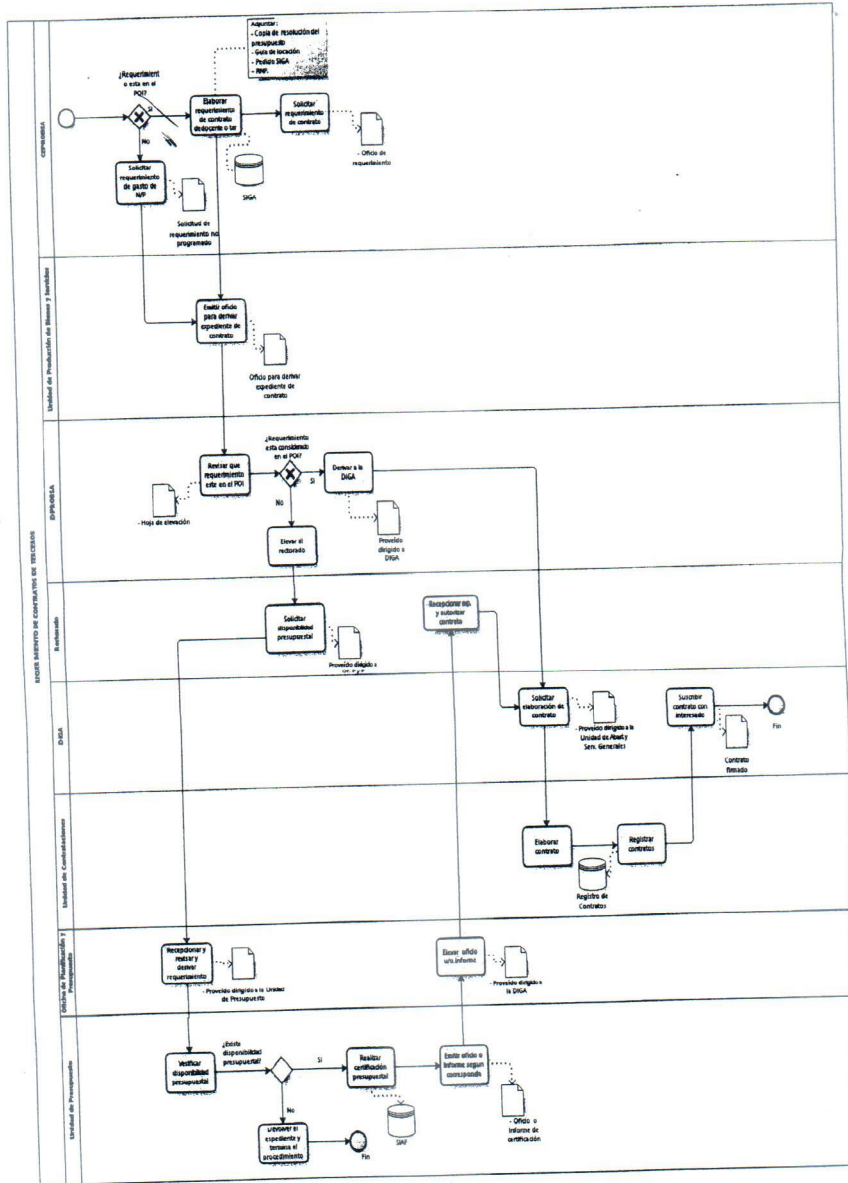 REQUERIMIENTO DE CONTRATOS DE TERCEROS
Adjuntar:
- Copia de resolución del
presupuesto
- Guía de locación
- Pedido SIGA
- RNP.
¿Requerimient
o esta en el
POI?
Si
No
Elaborar
requerimiento
de contrato
de docente o
Solicitar
requerimiento
de contrato
- Oficio de
requerimiento
SIGA
Solicitar
requerimiento
de gasto de
N/P
Solicitud de
requerimiento no
programado
Unidad de Producción de Bienes y Servicios
Emitir oficio
para derivar
expediente de
contrato
Oficio para derivar
expediente de
contrato
Revisar que
requerimiento
este en el POI
- Hoja de elevación
¿Requerimiento
esta considerado
en el POI?
Si
No
Derivar a la
DIGA
Proveído
dirigido a
DIGA
Elevar al
rectorado
Rectorado
Solicitar
disponibilidad
presupuestal
Proveído dirigido a
Recepcionar exp.
y autorizar
contrato
DIGA
Solicitar
elaboración de
contrato
- Proveído dirigido a la
Unidad de Abast y
Serv. Generales
Suscribir
contrato con
interesado
Contrato
firmado
Fin
Unidad de Contrataciones
Elaborar
contrato
Registrar
contratos
Registro de
Contratos
Oficina de Planificación y
Presupuesto
Recepcionar y
revisar y
derivar
requerimiento
- Proveído dirigido a la Unidad
de Presupuesto
Elevar oficio
y/o informe
- Proveído dirigido a
la DIGA
Unidad de Presupuesto
Verificar
disponibilidad
presupuestal
¿Existe
disponibilidad
presupuestal?
Si
No
Realizar
certificación
presupuestal
SIAF
Emitir oficio o
informe según
corresponda
- Oficio o
informe de
certificación
Devolver el
expediente y
termina el
procedimiento
Fin